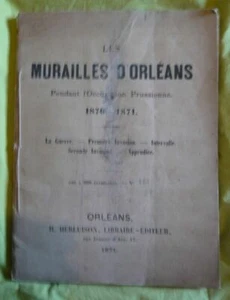 LES
MURAILLES D'ORLÉANS
Pendant l'Occupation Prussienne.
1870 - 1871.
La Guerre. — Première Invasion. — Intervalle
Seconde Invasion. — Appendice.
ORLÉANS,
H. HERLUISON, LIBRAIRE-ÉDITEUR,
1871.